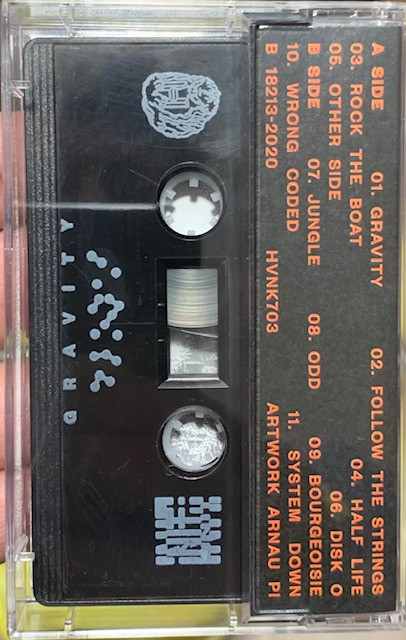 A SIDE 01. GRAVITY 02. FOLLOW THE STRINGS
03. ROCK THE BOAT 04. HALF LIFE
05. OTHER SIDE 06. DISK O
B SIDE 07. JUNGLE 08. ODD 09. BOURGEOISIE
10. WRONG CODED 11. SYSTEM DOWN
B 18213-2020 HVNK703 ARTWORK ARNAU PI
GRAVITY